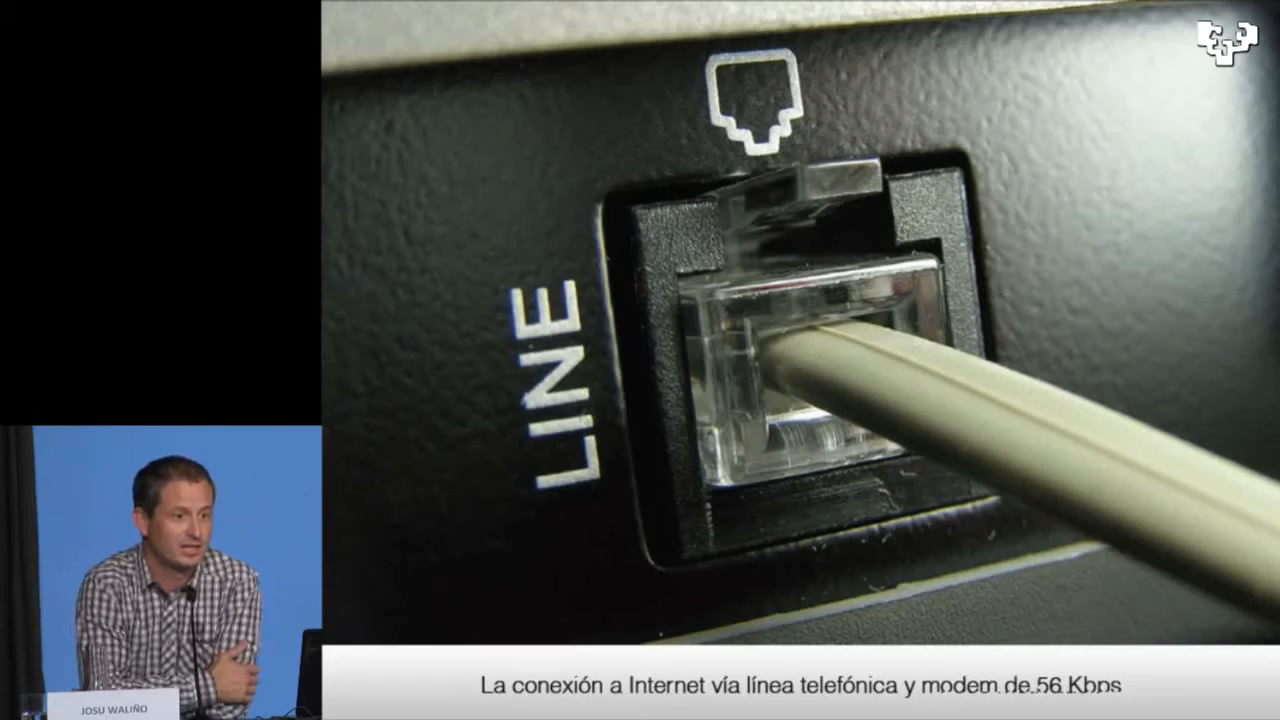 LINE
La conexión a Internet vía línea telefónica y modem de 56 Kbps
JOSU WALIÑO